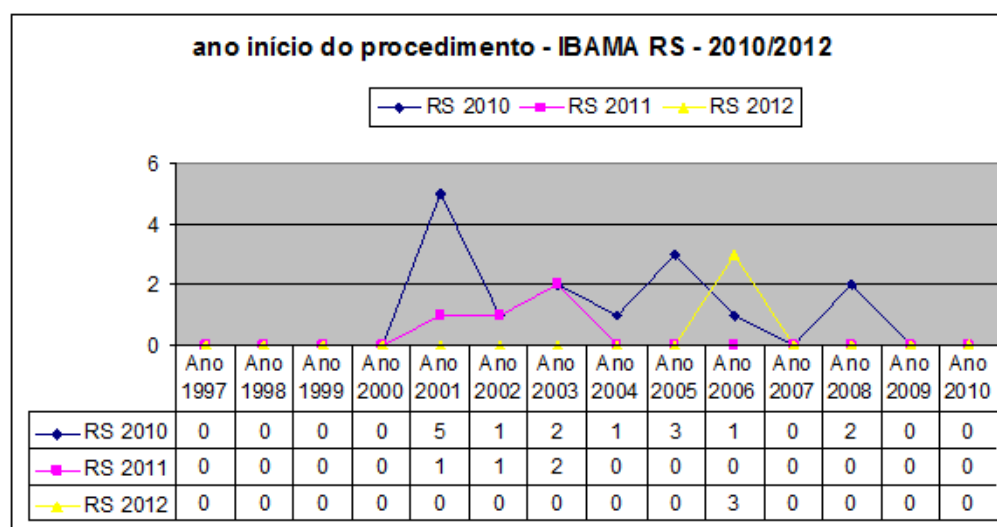 ano início do procedimento - IBAMA RS - 2010/2012
RS 2010 RS 2011 RS 2012
6
4
2
0
Ano Ano Ano Ano Ano Ano Ano Ano Ano Ano Ano Ano Ano Ano
1997 1998 1999 2000 2001 2002 2003 2004 2005 2006 2007 2008 2009 2010
RS 2010 0 0 0 0 5 1 2 1 3 1 0 2 0 0
RS 2011 0 0 0 0 1 1 2 0 0 0 0 0 0 0
RS 2012 0 0 0 0 0 0 0 0 0 3 0 0 0 0